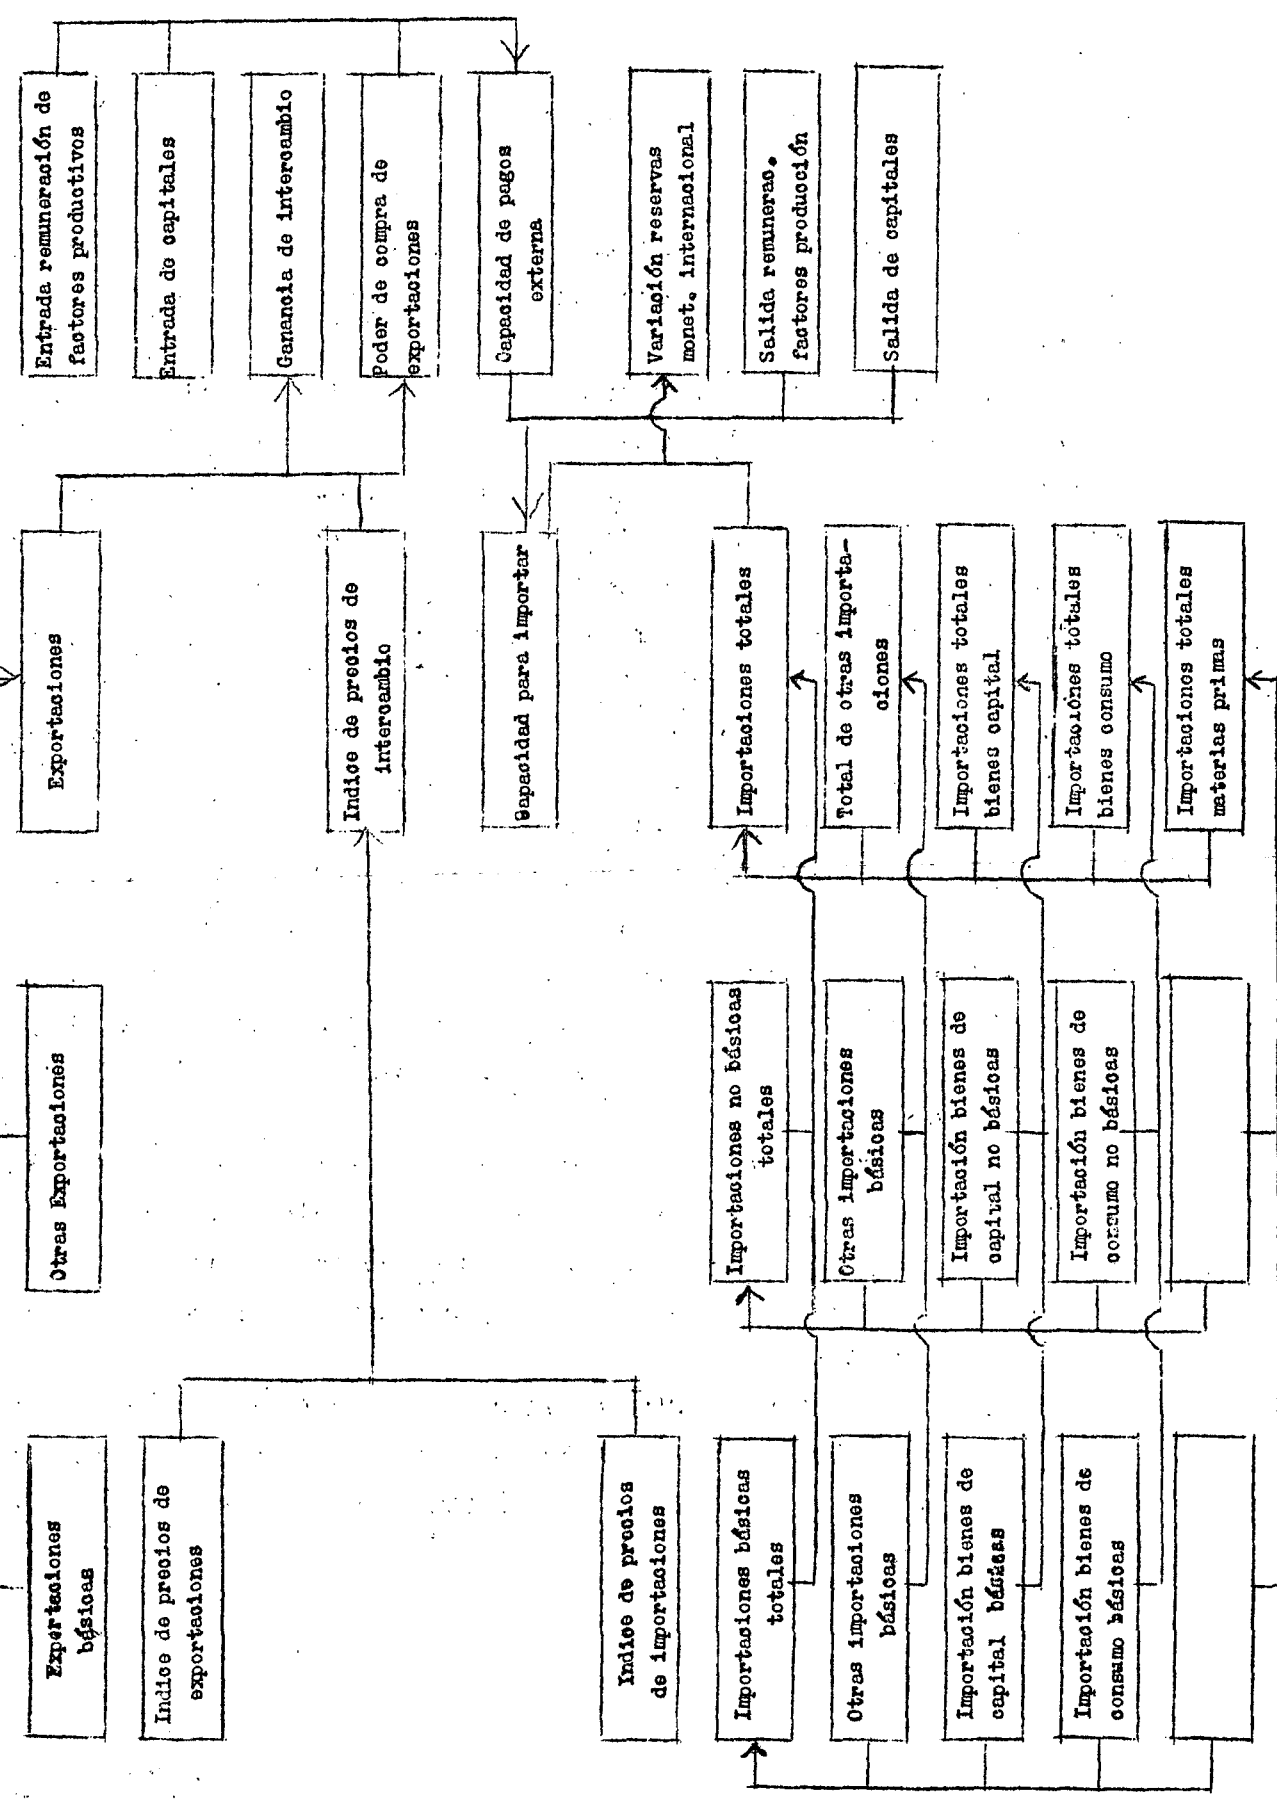 Exportaciones
básicas
Indice de precios de
exportaciones
Indice de precios
de importaciones
Importaciones básicas
totales
Otras importaciones
básicas
Importación bienes de
capital básicas
Importación bienes de
consumo básicas
Otras Exportaciones
Importaciones no básicas
totales
Otras importaciones
básicas
Importación bienes de
capital no básicas
Importación bienes de
consumo no básicas
Exportaciones
Indice de precios de
intercambio
Capacidad para importar
Importaciones totales
Total de otras importa-
ciones
Importaciones totales
bienes capital
Importaciones totales
bienes consumo
Importaciones totales
materias primas
Entrada remuneración de
factores productivos
Entrada de capitales
Ganancia de intercambio
Poder de compra de
exportaciones
Capacidad de pagos
externa
Variación reservas
monet. internacional
Salida remunerac.
factores producción
Salida de capitales